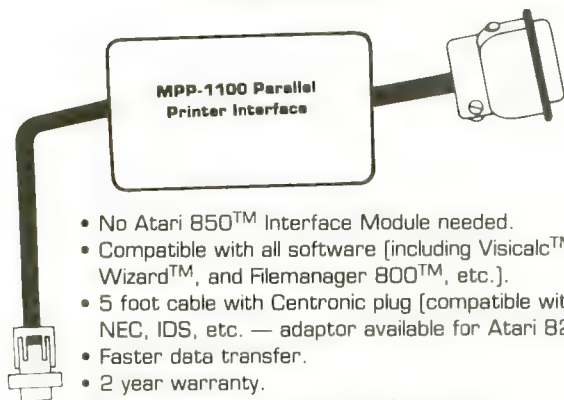 MPP-1100 Parallel
Printer Interface
• No Atari 850™ Interface Module needed.
• Compatible with all software [including Visicalc™
Wizard™, and Filemanager 800™, etc.].
• 5 foot cable with Centronic plug [compatible wit
NEC, IDS, etc. — adaptor available for Atari 82
• Faster data transfer.
• 2 year warranty.